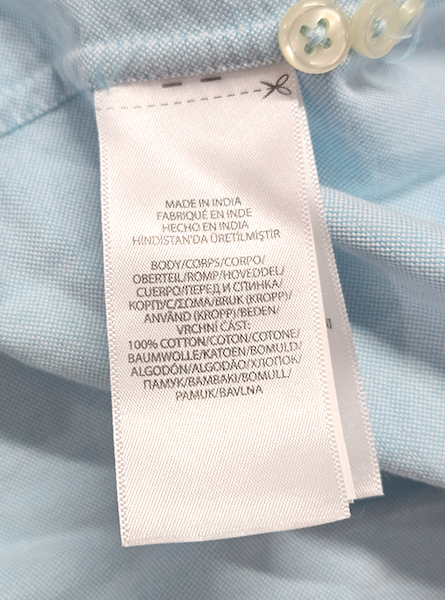 MADE IN INDIA
FABRIQUÉ EN INDE
HECHO EN INDIA
HİNDİSTAN'DA ÜRETİLMİŞTİR
BODY/CORPS/CORPO/
OBERTEIL/ROMP/HOVEDDEL/
CUERPO/ПЕРЕД И СПИНКА/
КОРПУС/ΣΩΜΑ/BRUK (KROPP)/
ANVÄND (KROPP)/BEDEN/
VRCHNÍ ČÁST:
100% COTTON/COTON/COTONE/
BAUMWOLLE/KATOEN/BOMULD/
ALGODÓN/ALGODÃO/ХЛОПОК/
ПАМУК/ΒΑΜΒΑΚΙ/BOMULL/
PAMUK/BAVLNA